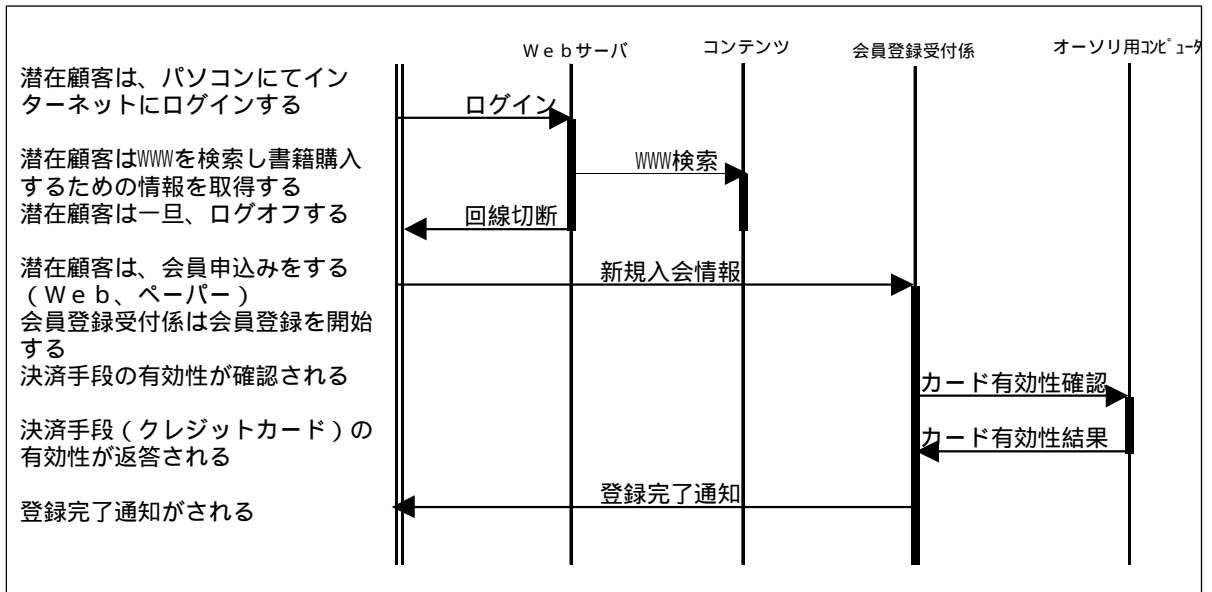 Ｗｅｂサーバ
コンテンツ
会員登録受付係
オーソリ用ｺﾝﾋﾟｭｰﾀ
潜在顧客は、パソコンにてイン
ターネットにログインする
ログイン
潜在顧客はWWWを検索し書籍購入
するための情報を取得する
WWW検索
潜在顧客は一旦、ログオフする
回線切断
潜在顧客は、会員申込みをする
（Ｗｅｂ、ペーパー）
新規入会情報
会員登録受付係は会員登録を開始
する
決済手段の有効性が確認される
カード有効性確認
決済手段（クレジットカード）の
有効性が返答される
カード有効性結果
登録完了通知がされる
登録完了通知